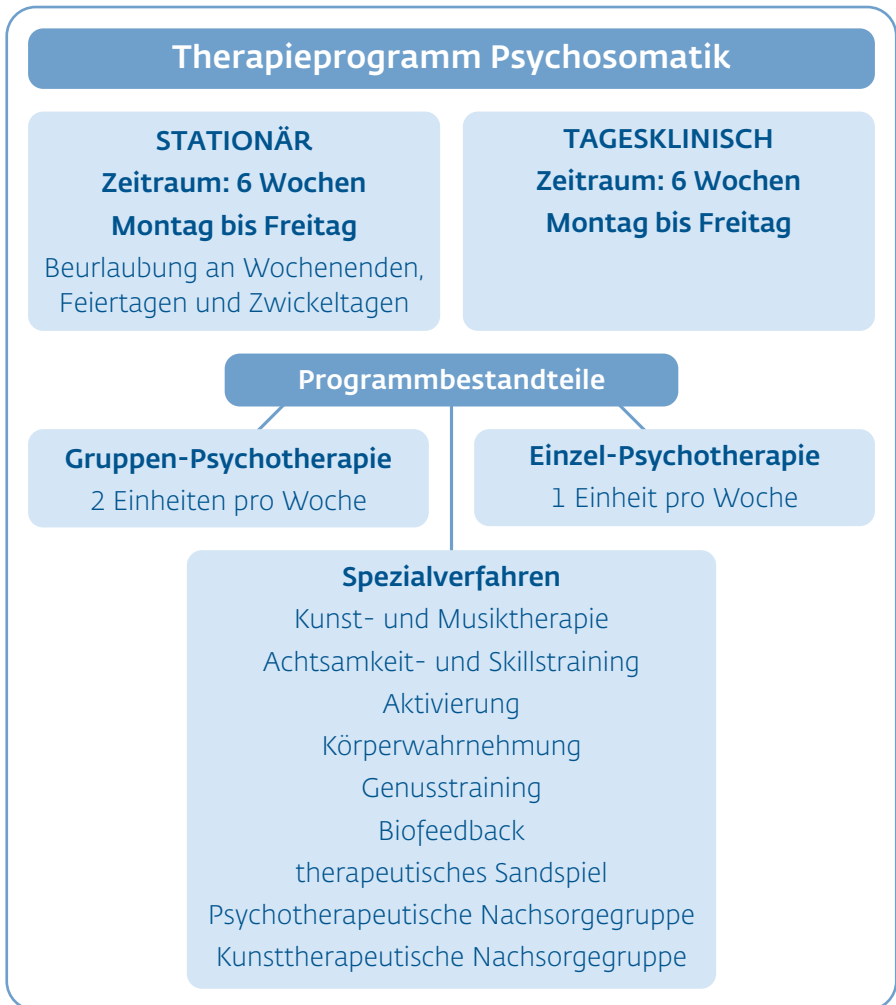 Therapieprogramm Psychosomatik
STATIONÄR
Zeitraum: 6 Wochen
Montag bis Freitag
Beurlaubung an Wochenenden,
Feiertagen und Zwickeltagen
TAGESKLINISCH
Zeitraum: 6 Wochen
Montag bis Freitag
Programmbestandteile
Gruppen-Psychotherapie
2 Einheiten pro Woche
Einzel-Psychotherapie
1 Einheit pro Woche
Spezialverfahren
Kunst- und Musiktherapie
Achtsamkeit- und Skillstraining
Aktivierung
Körperwahrnehmung
Genusstraining
Biofeedback
therapeutisches Sandspiel
Psychotherapeutische Nachsorgegruppe
Kunsttherapeutische Nachsorgegruppe